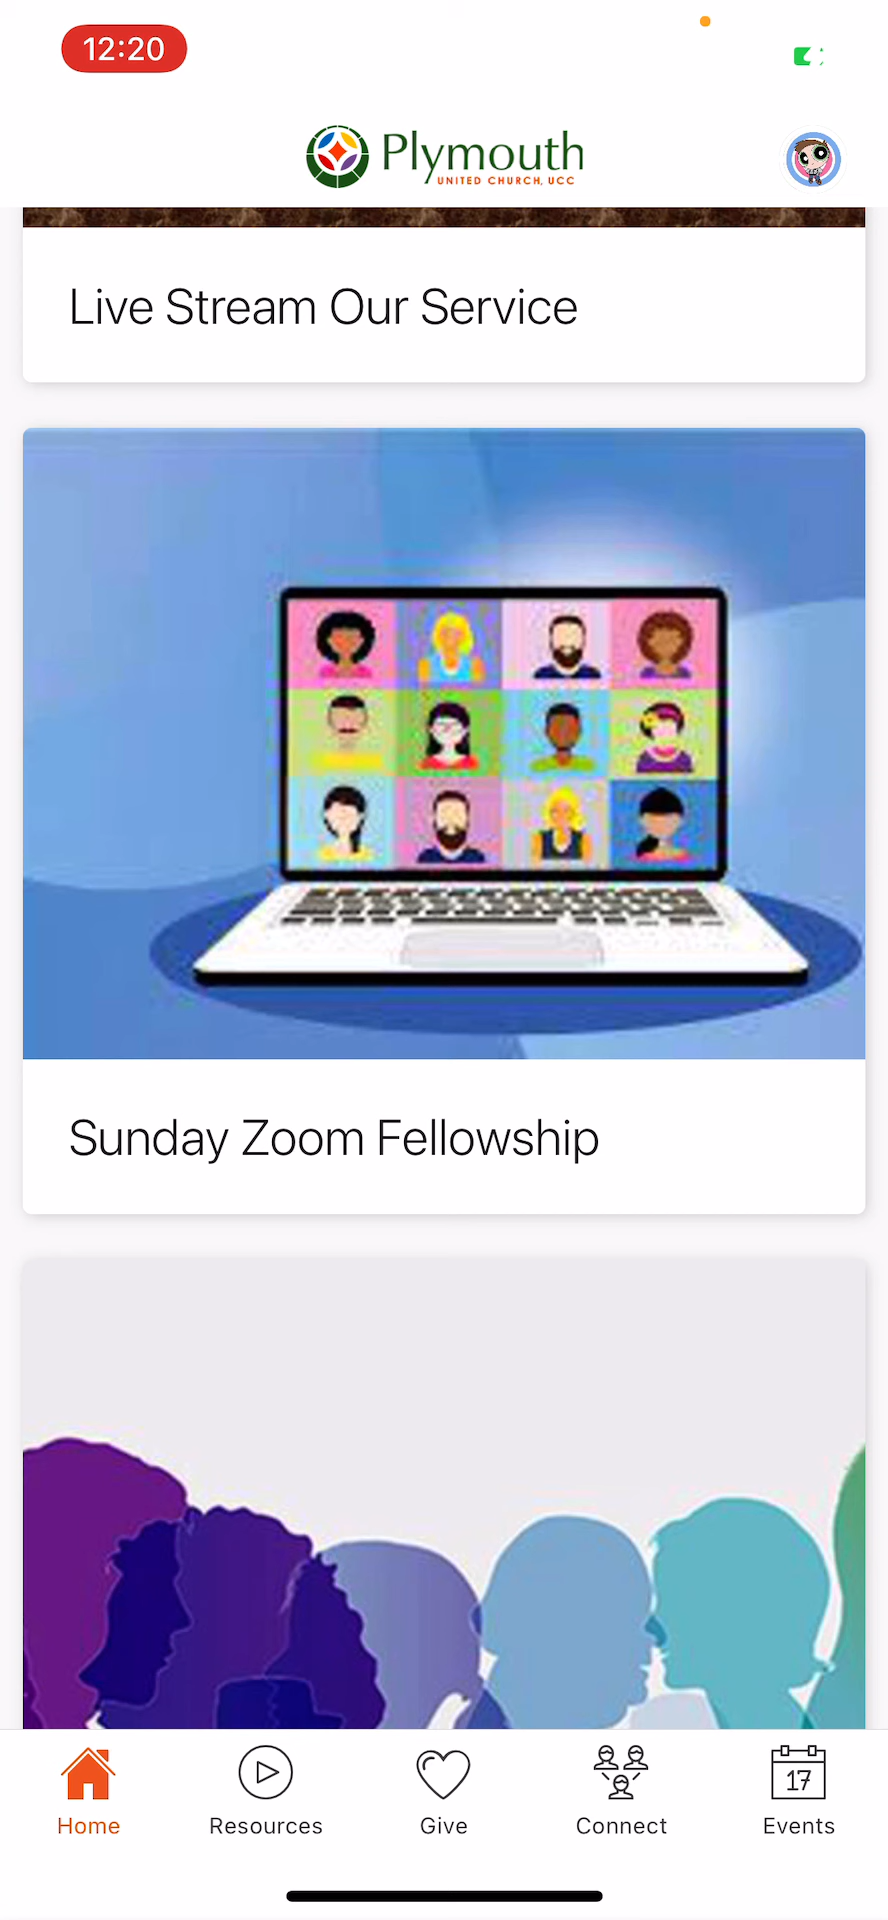 12:20
Plymouth
UNITED CHURCH, UCC
Live Stream Our Service
Sunday Zoom Fellowship
17
Home
Resources
Give
Connect
Events